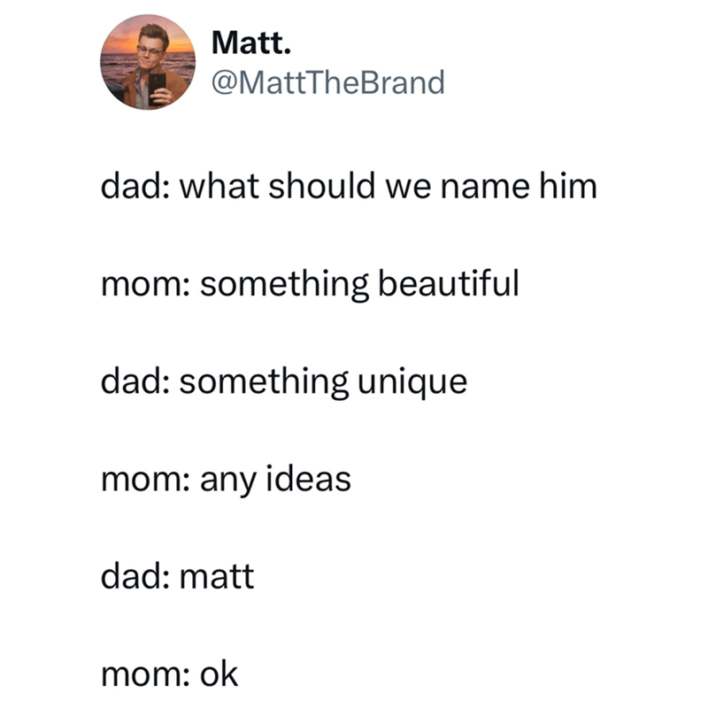 Matt.
@MattTheBrand
dad: what should we name him
mom: something beautiful
dad: something unique
mom: any ideas
dad: matt
mom: ok